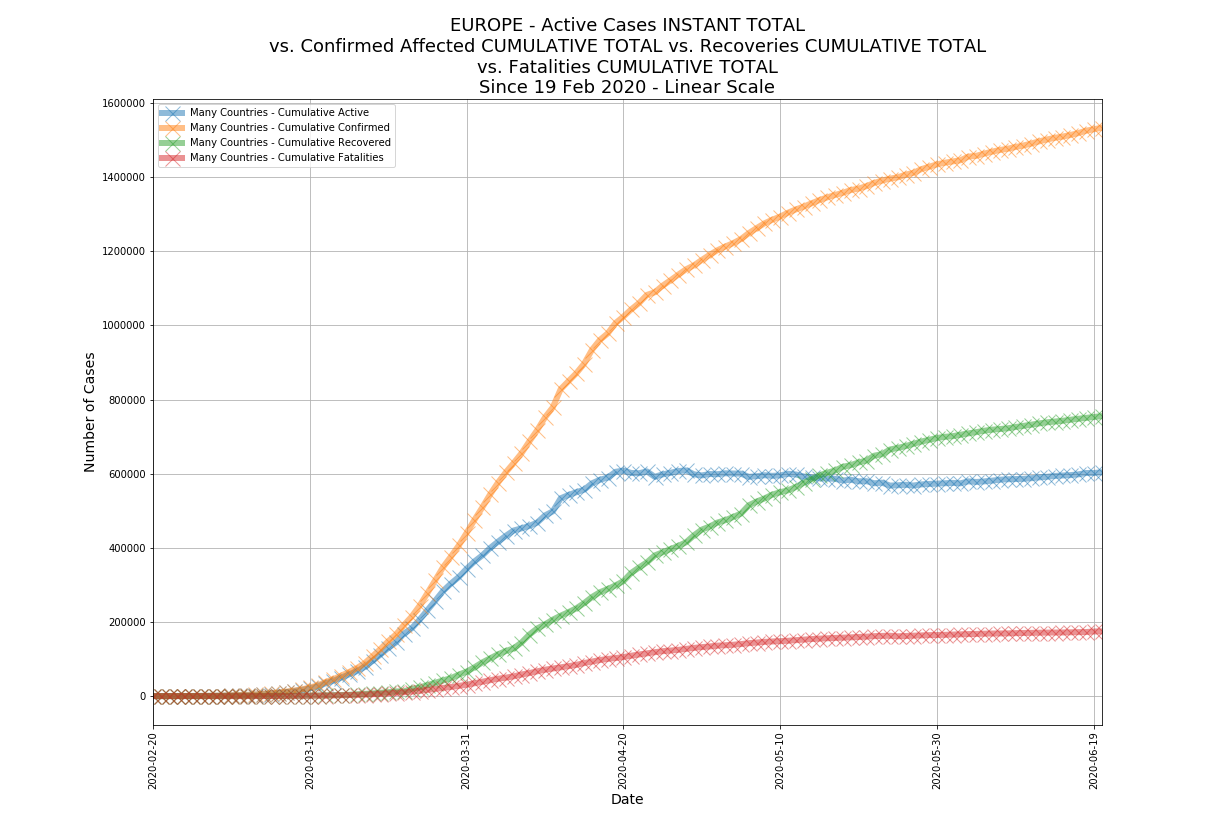 EUROPE - Active Cases INSTANT TOTAL
vs. Confirmed Affected CUMULATIVE TOTAL vs. Recoveries CUMULATIVE TOTAL
vs. Fatalities CUMULATIVE TOTAL
Since 19 Feb 2020 - Linear Scale
Many Countries - Cumulative Active
Many Countries - Cumulative Confirmed
Many Countries - Cumulative Recovered
Many Countries - Cumulative Fatalities
1600000
1400000
1200000
1000000
800000
600000
400000
200000
0
Number of Cases
2020-02-20
2020-03-11
2020-03-31
2020-04-20
2020-05-10
2020-05-30
2020-06-19
Date